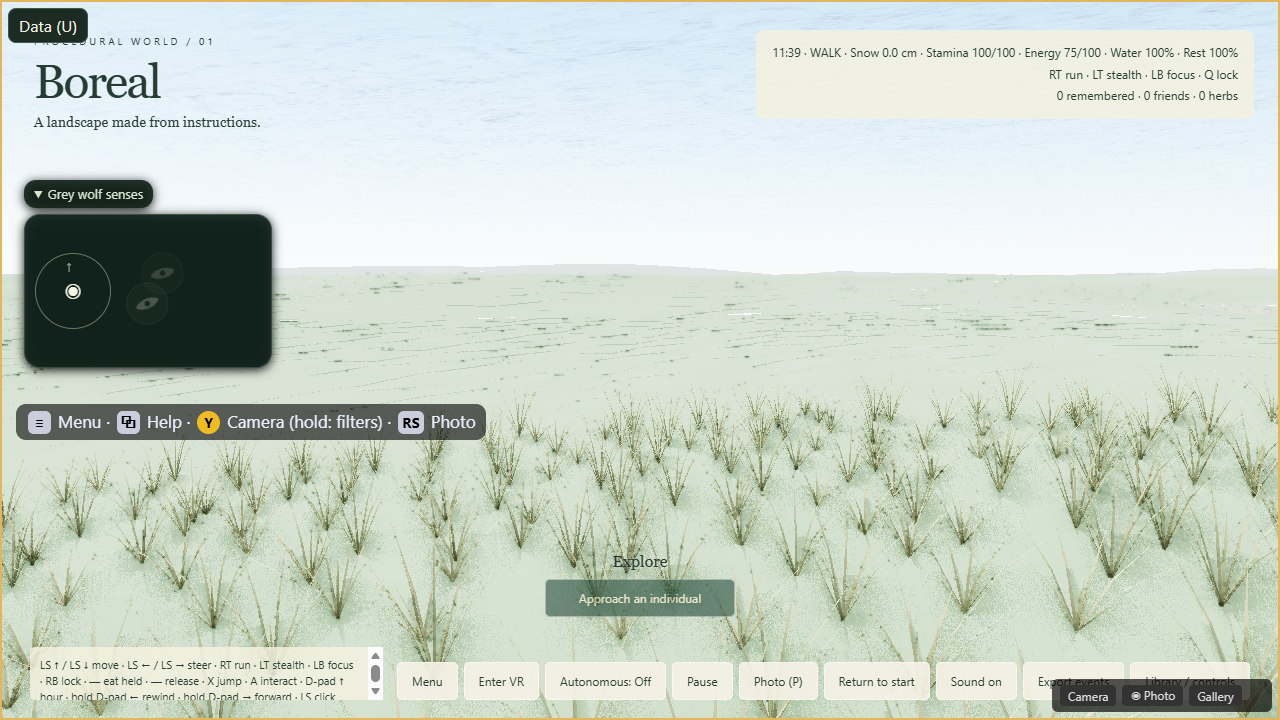 Data (U)
PROCEDURAL WORLD / 01
Boreal
A landscape made from instructions.
11:39 · WALK · Snow 0.0 cm · Stamina 100/100 · Energy 75/100 · Water 100% · Rest 100%
RT run · LT stealth · LB focus · Q lock
0 remembered · 0 friends · 0 herbs
▼ Grey wolf senses
↑
☰ Menu · Help · Y Camera (hold: filters) · RS Photo
Explore
Approach an individual
LS ↑ / LS ↓ move · LS ← / LS → steer · RT run · LT stealth · LB focus
· RB lock · — eat held · — release · X jump · A interact · D-pad ↑
hour · hold D-pad ← rewind · hold D-pad → forward · LS click
Menu
Enter VR
Autonomous: Off
Pause
Photo (P)
Return to start
Sound on
Export events
Library / controls
Camera
◉ Photo
Gallery